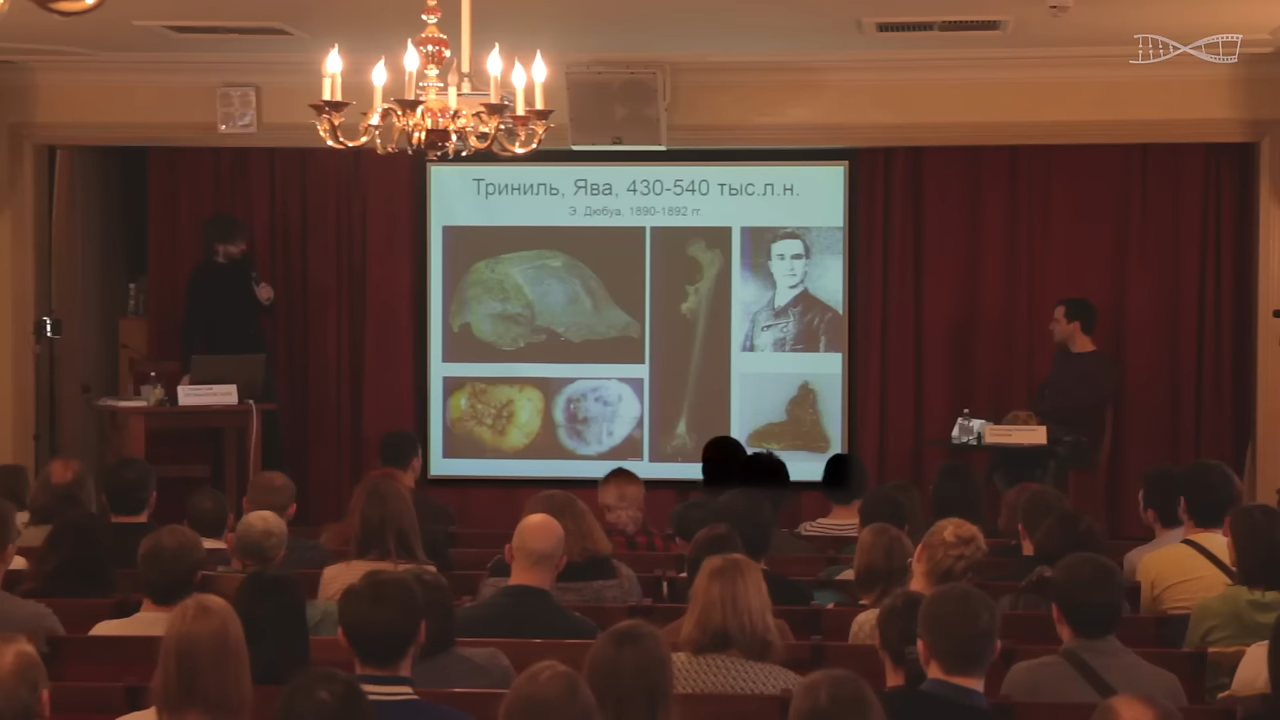 Триниль, Ява, 430-540 тыс.л.н.
Э. Дюбуа, 1890-1892 гг.